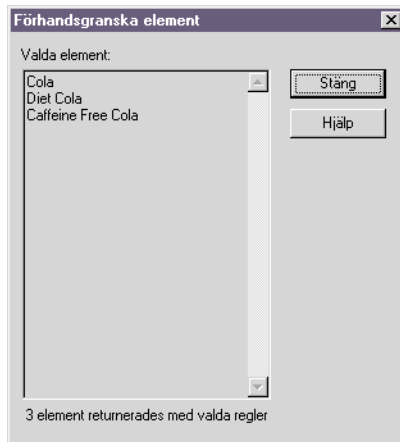 Förhandsgranska element
Valda element:
Cola
Diet Cola
Caffeine Free Cola
Stäng
Hjälp
3 element returnerades med valda regler